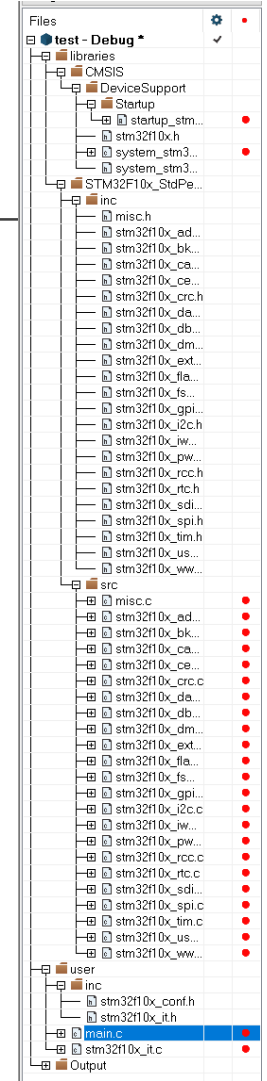 Files
test - Debug *
libraries
CMSIS
DeviceSupport
Startup
startup_stm...
stm32f10x.h
system_stm3...
system_stm3...
STM32F10x_StdPe...
inc
misc.h
stm32f10x_ad...
stm32f10x_bk...
stm32f10x_ca...
stm32f10x_ce...
stm32f10x_crc.h
stm32f10x_da...
stm32f10x_db...
stm32f10x_dm...
stm32f10x_ext...
stm32f10x_fla...
stm32f10x_fs...
stm32f10x_gpi...
stm32f10x_i2c.h
stm32f10x_iw...
stm32f10x_pw...
stm32f10x_rcc.h
stm32f10x_rtc.h
stm32f10x_sdi...
stm32f10x_spi.h
stm32f10x_tim.h
stm32f10x_us...
stm32f10x_ww...
src
misc.c
stm32f10x_ad...
stm32f10x_bk...
stm32f10x_ca...
stm32f10x_ce...
stm32f10x_crc.c
stm32f10x_da...
stm32f10x_db...
stm32f10x_dm...
stm32f10x_ext...
stm32f10x_fla...
stm32f10x_fs...
stm32f10x_gpi...
stm32f10x_i2c.c
stm32f10x_iw...
stm32f10x_pw...
stm32f10x_rcc.c
stm32f10x_rtc.c
stm32f10x_sdi...
stm32f10x_spi.c
stm32f10x_tim.c
stm32f10x_us...
stm32f10x_ww...
user
inc
stm32f10x_conf.h
stm32f10x_it.h
main.c
stm32f10x_it.c
Output